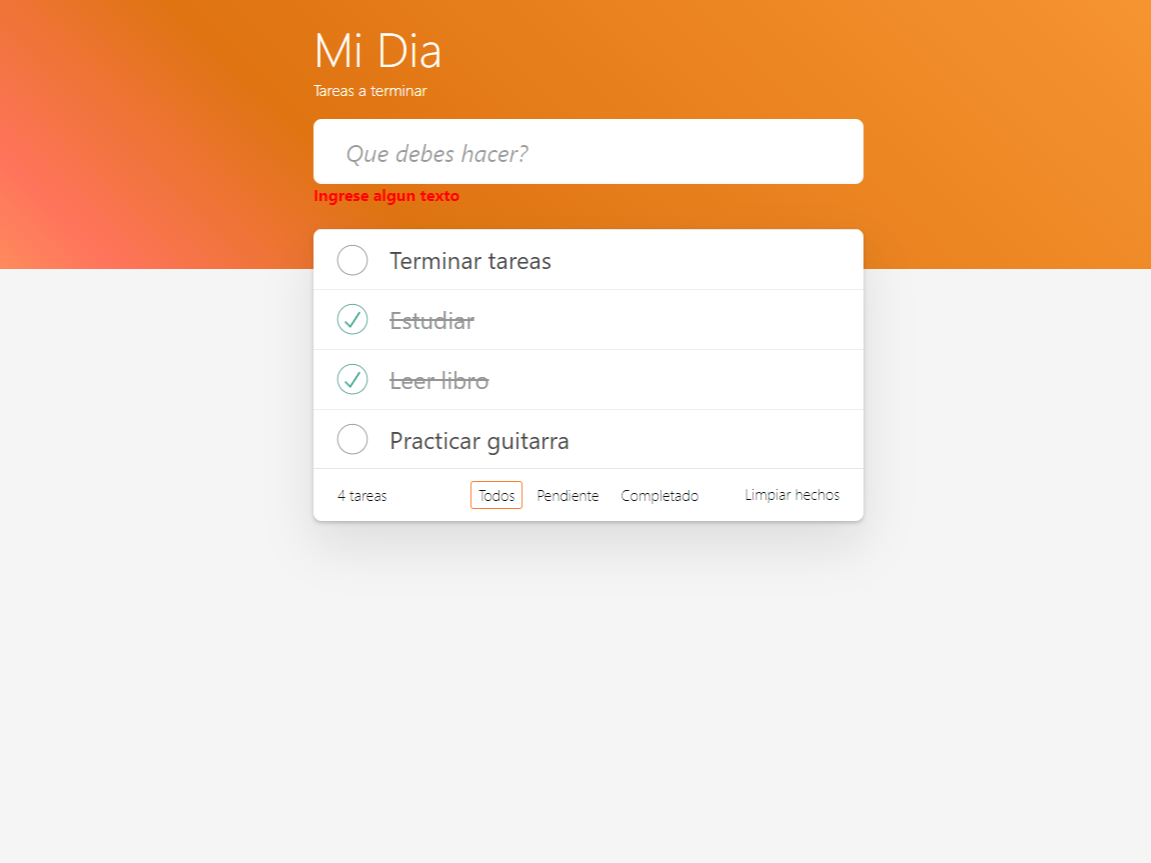 Mi Dia
Tareas a terminar
Que debes hacer?
Ingrese algun texto
Terminar tareas
Estudiar
Leer libro
Practicar guitarra
4 tareas Todos Pendiente Completado Limpiar hechos